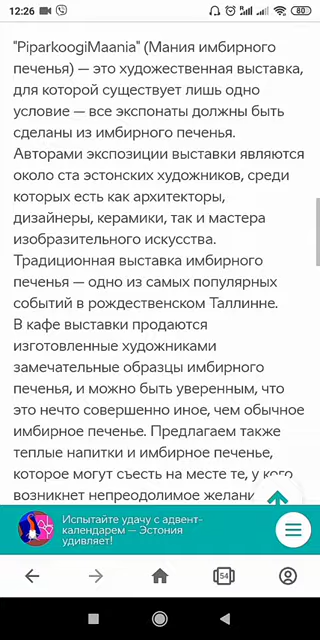 12:26
80
"PiparkoogiMaania" (Мания имбирного
печенья) — это художественная выставка,
для которой существует лишь одно
условие — все экспонаты должны быть
сделаны из имбирного печенья.
Авторами экспозиции выставки являются
около ста эстонских художников, среди
которых есть как архитекторы,
дизайнеры, керамики, так и мастера
изобразительного искусства.
Традиционная выставка имбирного
печенья — одно из самых популярных
событий в рождественском Таллинне.
В кафе выставки продаются
изготовленные художниками
замечательные образцы имбирного
печенья, и можно быть уверенным, что
это нечто совершенно иное, чем обычное
имбирное печенье. Предлагаем также
теплые напитки и имбирное печенье,
которое могут съесть на месте те, у кого
возникнет непреодолимое желани
Испытайте удачу с адвент-
календарем — Эстония
удивляет!
54